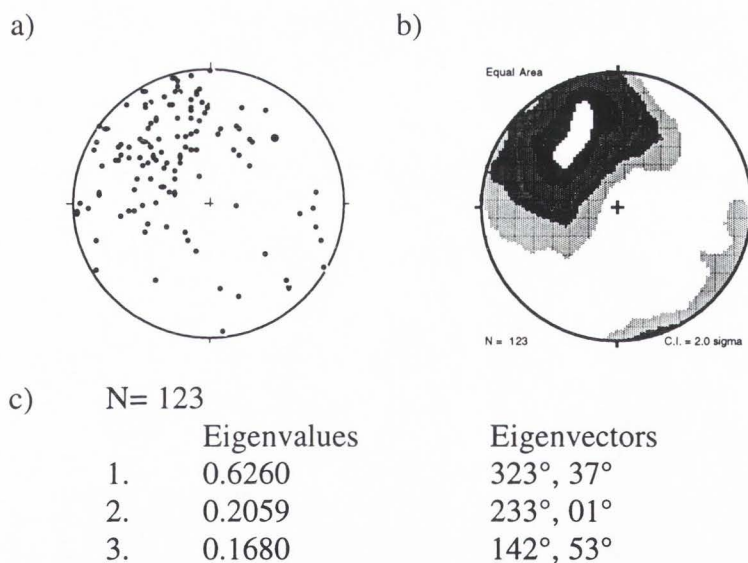 a)
b)
Equal Area
N = 123
C.I. = 2.0 sigma
c) N= 123
Eigenvalues Eigenvectors
1. 0.6260 323°, 37°
2. 0.2059 233°, 01°
3. 0.1680 142°, 53°